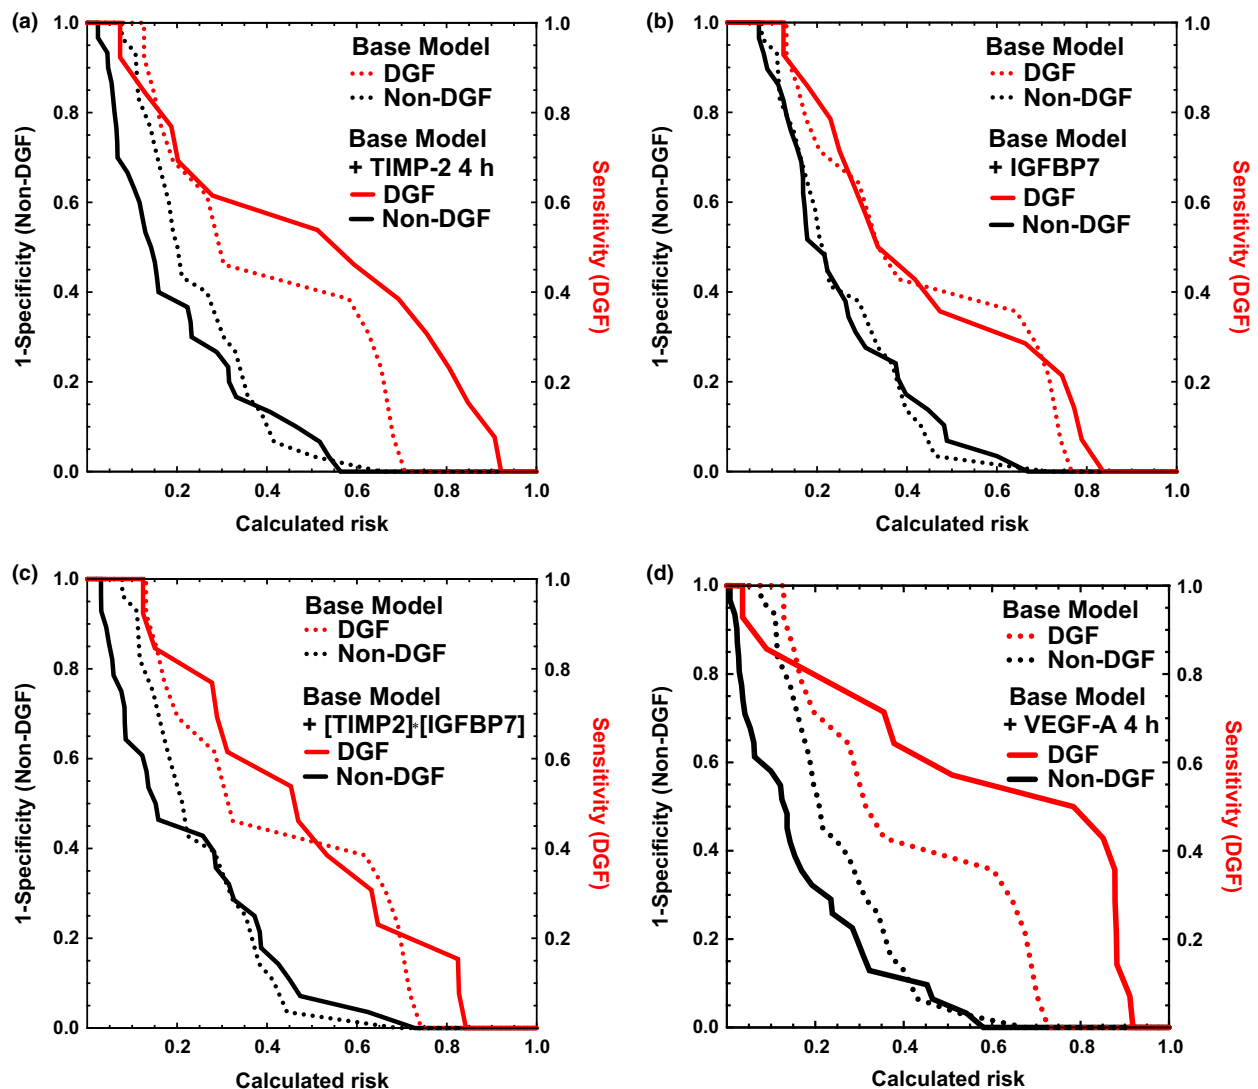 (a)
1.0
0.8
0.6
0.4
0.2
0.0
1-Specificity (Non-DGF)
Base Model
DGF
Non-DGF
Base Model
+ TIMP-2 4 h
DGF
Non-DGF
1.0
0.8
0.6
0.4
0.2
Sensitivity (DGF)
0.2 0.4 0.6 0.8 1.0
Calculated risk
(b)
1.0
0.8
0.6
0.4
0.2
0.0
1-Specificity (Non-DGF)
Base Model
DGF
Non-DGF
Base Model
+ IGFBP7
DGF
Non-DGF
1.0
0.8
0.6
0.4
0.2
Sensitivity (DGF)
0.2 0.4 0.6 0.8 1.0
Calculated risk
(c)
1.0
0.8
0.6
0.4
0.2
0.0
1-Specificity (Non-DGF)
Base Model
DGF
Non-DGF
Base Model
+ [TIMP2]*[IGFBP7]
DGF
Non-DGF
1.0
0.8
0.6
0.4
0.2
Sensitivity (DGF)
0.2 0.4 0.6 0.8 1.0
Calculated risk
(d)
1.0
0.8
0.6
0.4
0.2
0.0
1-Specificity (Non-DGF)
Base Model
DGF
Non-DGF
Base Model
+ VEGF-A 4 h
DGF
Non-DGF
1.0
0.8
0.6
0.4
0.2
Sensitivity (DGF)
0.2 0.4 0.6 0.8 1.0
Calculated risk